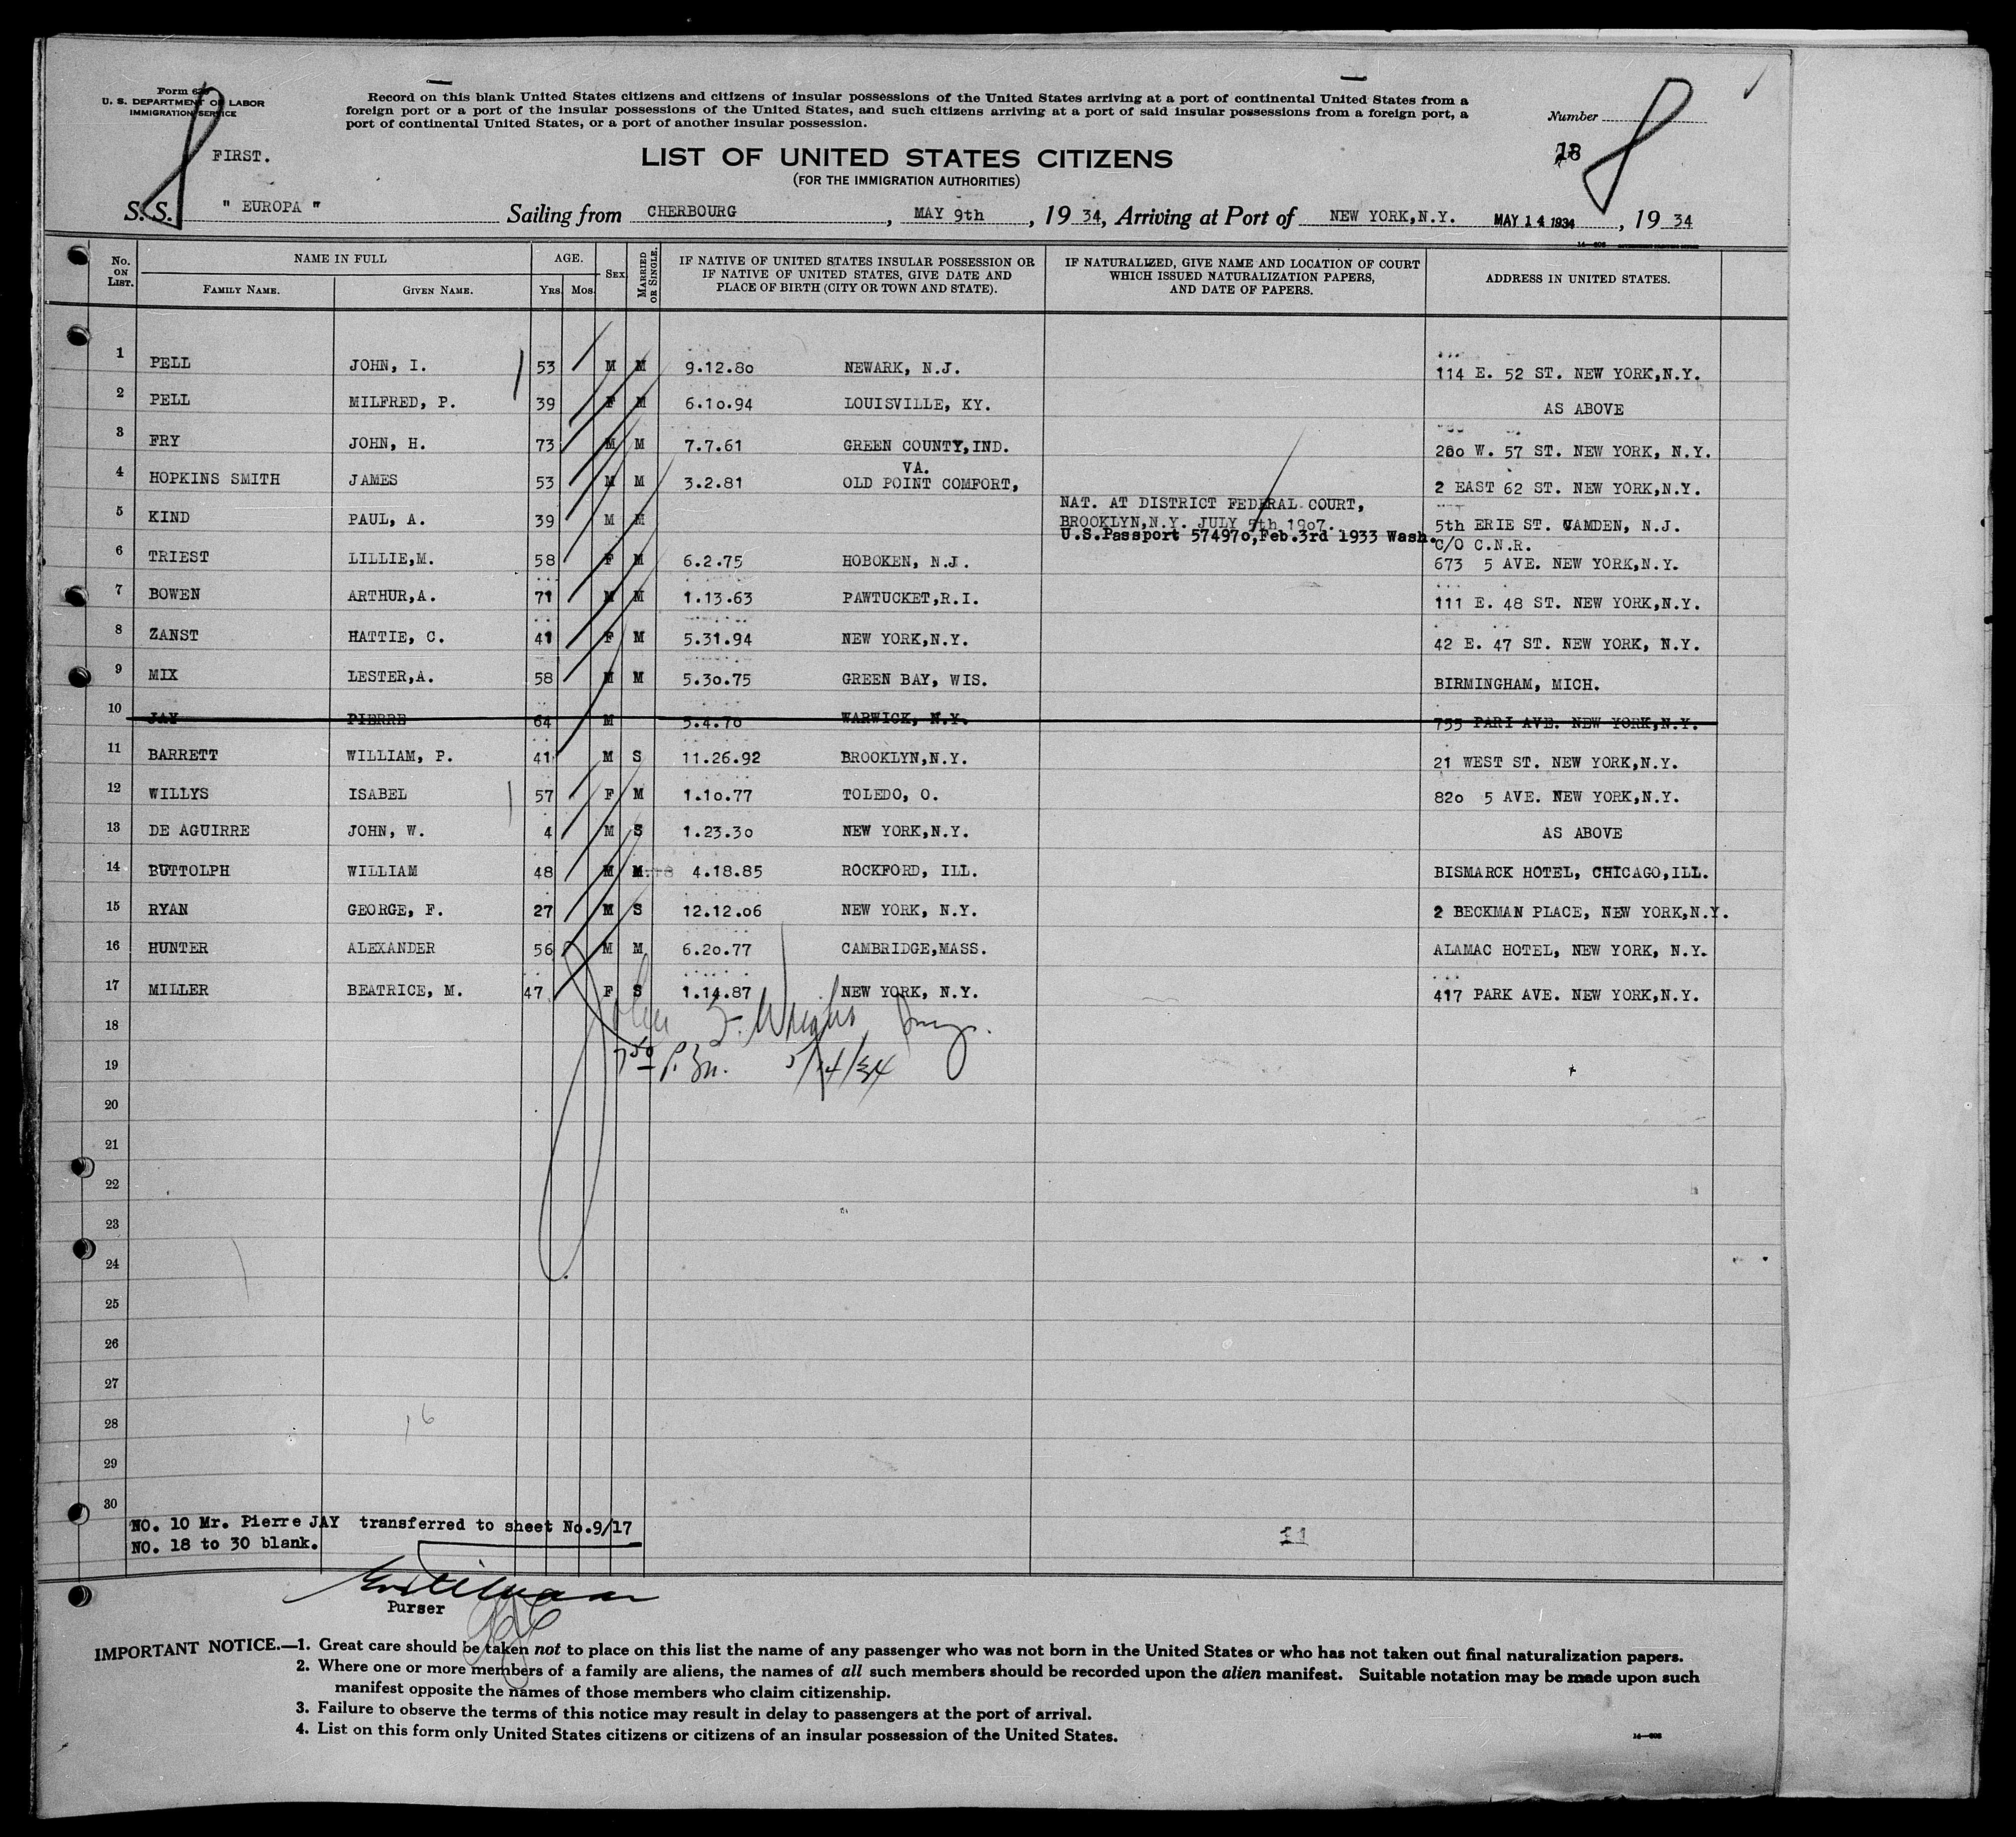 Form 630
U. S. DEPARTMENT OF LABOR
IMMIGRATION SERVICE
Record on this blank United States citizens and citizens of insular possessions of the United States arriving at a port of continental United States from a
foreign port or a port of the insular possessions of the United States, and such citizens arriving at a port of said insular possessions from a foreign port, a
port of continental United States, or a port of another insular possession.
Number
8
8
18
FIRST.
LIST OF UNITED STATES CITIZENS
(FOR THE IMMIGRATION AUTHORITIES)
S. S. " EUROPA " Sailing from CHERBOURG, MAY 9th, 19 34, Arriving at Port of NEW YORK,N.Y. MAY 14 1934, 19 34
No. ON LIST. NAME IN FULL FAMILY NAME. GIVEN NAME. AGE. YRS. MOS. SEX MARRIED OR SINGLE. IF NATIVE OF UNITED STATES INSULAR POSSESSION OR IF NATIVE OF UNITED STATES, GIVE DATE AND PLACE OF BIRTH (CITY OR TOWN AND STATE). IF NATURALIZED, GIVE NAME AND LOCATION OF COURT WHICH ISSUED NATURALIZATION PAPERS, AND DATE OF PAPERS. ADDRESS IN UNITED STATES.
1 PELL JOHN, I. 53 M M 9.12.80 NEWARK, N.J. 114 E. 52 ST. NEW YORK,N.Y.
2 PELL MILFRED, P. 39 F M 6.10.94 LOUISVILLE, KY. AS ABOVE
3 FRY JOHN, H. 73 M M 7.7.61 GREEN COUNTY,IND. 200 W. 57 ST. NEW YORK, N.Y.
VA.
4 HOPKINS SMITH JAMES 53 M M 3.2.81 OLD POINT COMFORT, 2 EAST 62 ST. NEW YORK,N.Y.
NAT. AT DISTRICT FEDERAL COURT,
5 KIND PAUL, A. 39 M M BROOKLYN,N.Y. JULY 5th 1907. 5th ERIE ST. CAMDEN, N.J.
U.S.Passport 574970,Feb.3rd 1933 Wash.
C/O C.N.R.
6 TRIEST LILLIE,M. 58 F M 6.2.75 HOBOKEN, N.J. 673 5 AVE. NEW YORK,N.Y.
7 BOWEN ARTHUR,A. 71 M M 1.13.63 PAWTUCKET,R.I. 111 E. 48 ST. NEW YORK,N.Y.
8 ZANST HATTIE, C. 41 F M 5.31.94 NEW YORK,N.Y. 42 E. 47 ST. NEW YORK, N.Y.
9 MIX LESTER,A. 58 M M 5.30.75 GREEN BAY, WIS. BIRMINGHAM, MICH.
10 JAY PIERRE 64 M 5.4.70 WARWICK, N.Y. 755 PARI AVE. NEW YORK,N.Y.
11 BARRETT WILLIAM, P. 41 M S 11.26.92 BROOKLYN,N.Y. 21 WEST ST. NEW YORK,N.Y.
12 WILLYS ISABEL 57 F M 1.10.77 TOLEDO, O. 820 5 AVE. NEW YORK,N.Y.
13 DE AGUIRRE JOHN, W. 4 M S 1.23.30 NEW YORK,N.Y. AS ABOVE
14 BUTTOLPH WILLIAM 48 M M 4.18.85 ROCKFORD, ILL. BISMARCK HOTEL, CHICAGO,ILL.
15 RYAN GEORGE, F. 27 M S 12.12.06 NEW YORK, N.Y. 2 BECKMAN PLACE, NEW YORK,N.Y.
16 HUNTER ALEXANDER 56 M M 6.20.77 CAMBRIDGE,MASS. ALAMAC HOTEL, NEW YORK, N.Y.
17 MILLER BEATRICE, M. 47 F S 1.14.87 NEW YORK, N.Y. 417 PARK AVE. NEW YORK,N.Y.
18
7 50 P.M. 5/14/34
19
20
21
22
23
24
25
26
27
28 16
29
30
NO. 10 Mr. Pierre JAY transferred to sheet No.9/17
NO. 18 to 30 blank.
11
Purser
IMPORTANT NOTICE.—1. Great care should be taken not to place on this list the name of any passenger who was not born in the United States or who has not taken out final naturalization papers.
2. Where one or more members of a family are aliens, the names of all such members should be recorded upon the alien manifest. Suitable notation may be made upon such
manifest opposite the names of those members who claim citizenship.
3. Failure to observe the terms of this notice may result in delay to passengers at the port of arrival.
4. List on this form only United States citizens or citizens of an insular possession of the United States.